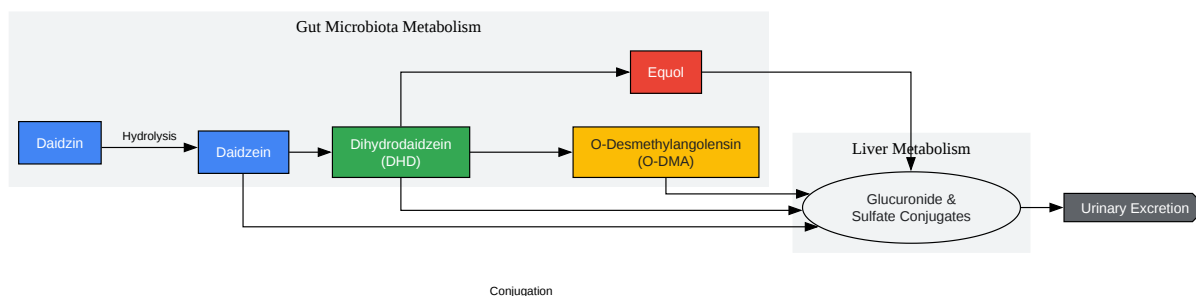 Gut Microbiota Metabolism
Equol
Daidzin
Hydrolysis
Daidzein
Dihydrodaidzein
(DHD)
O-Desmethylangolensin
(O-DMA)
Liver Metabolism
Glucuronide &
Sulfate Conjugates
Urinary Excretion
Conjugation